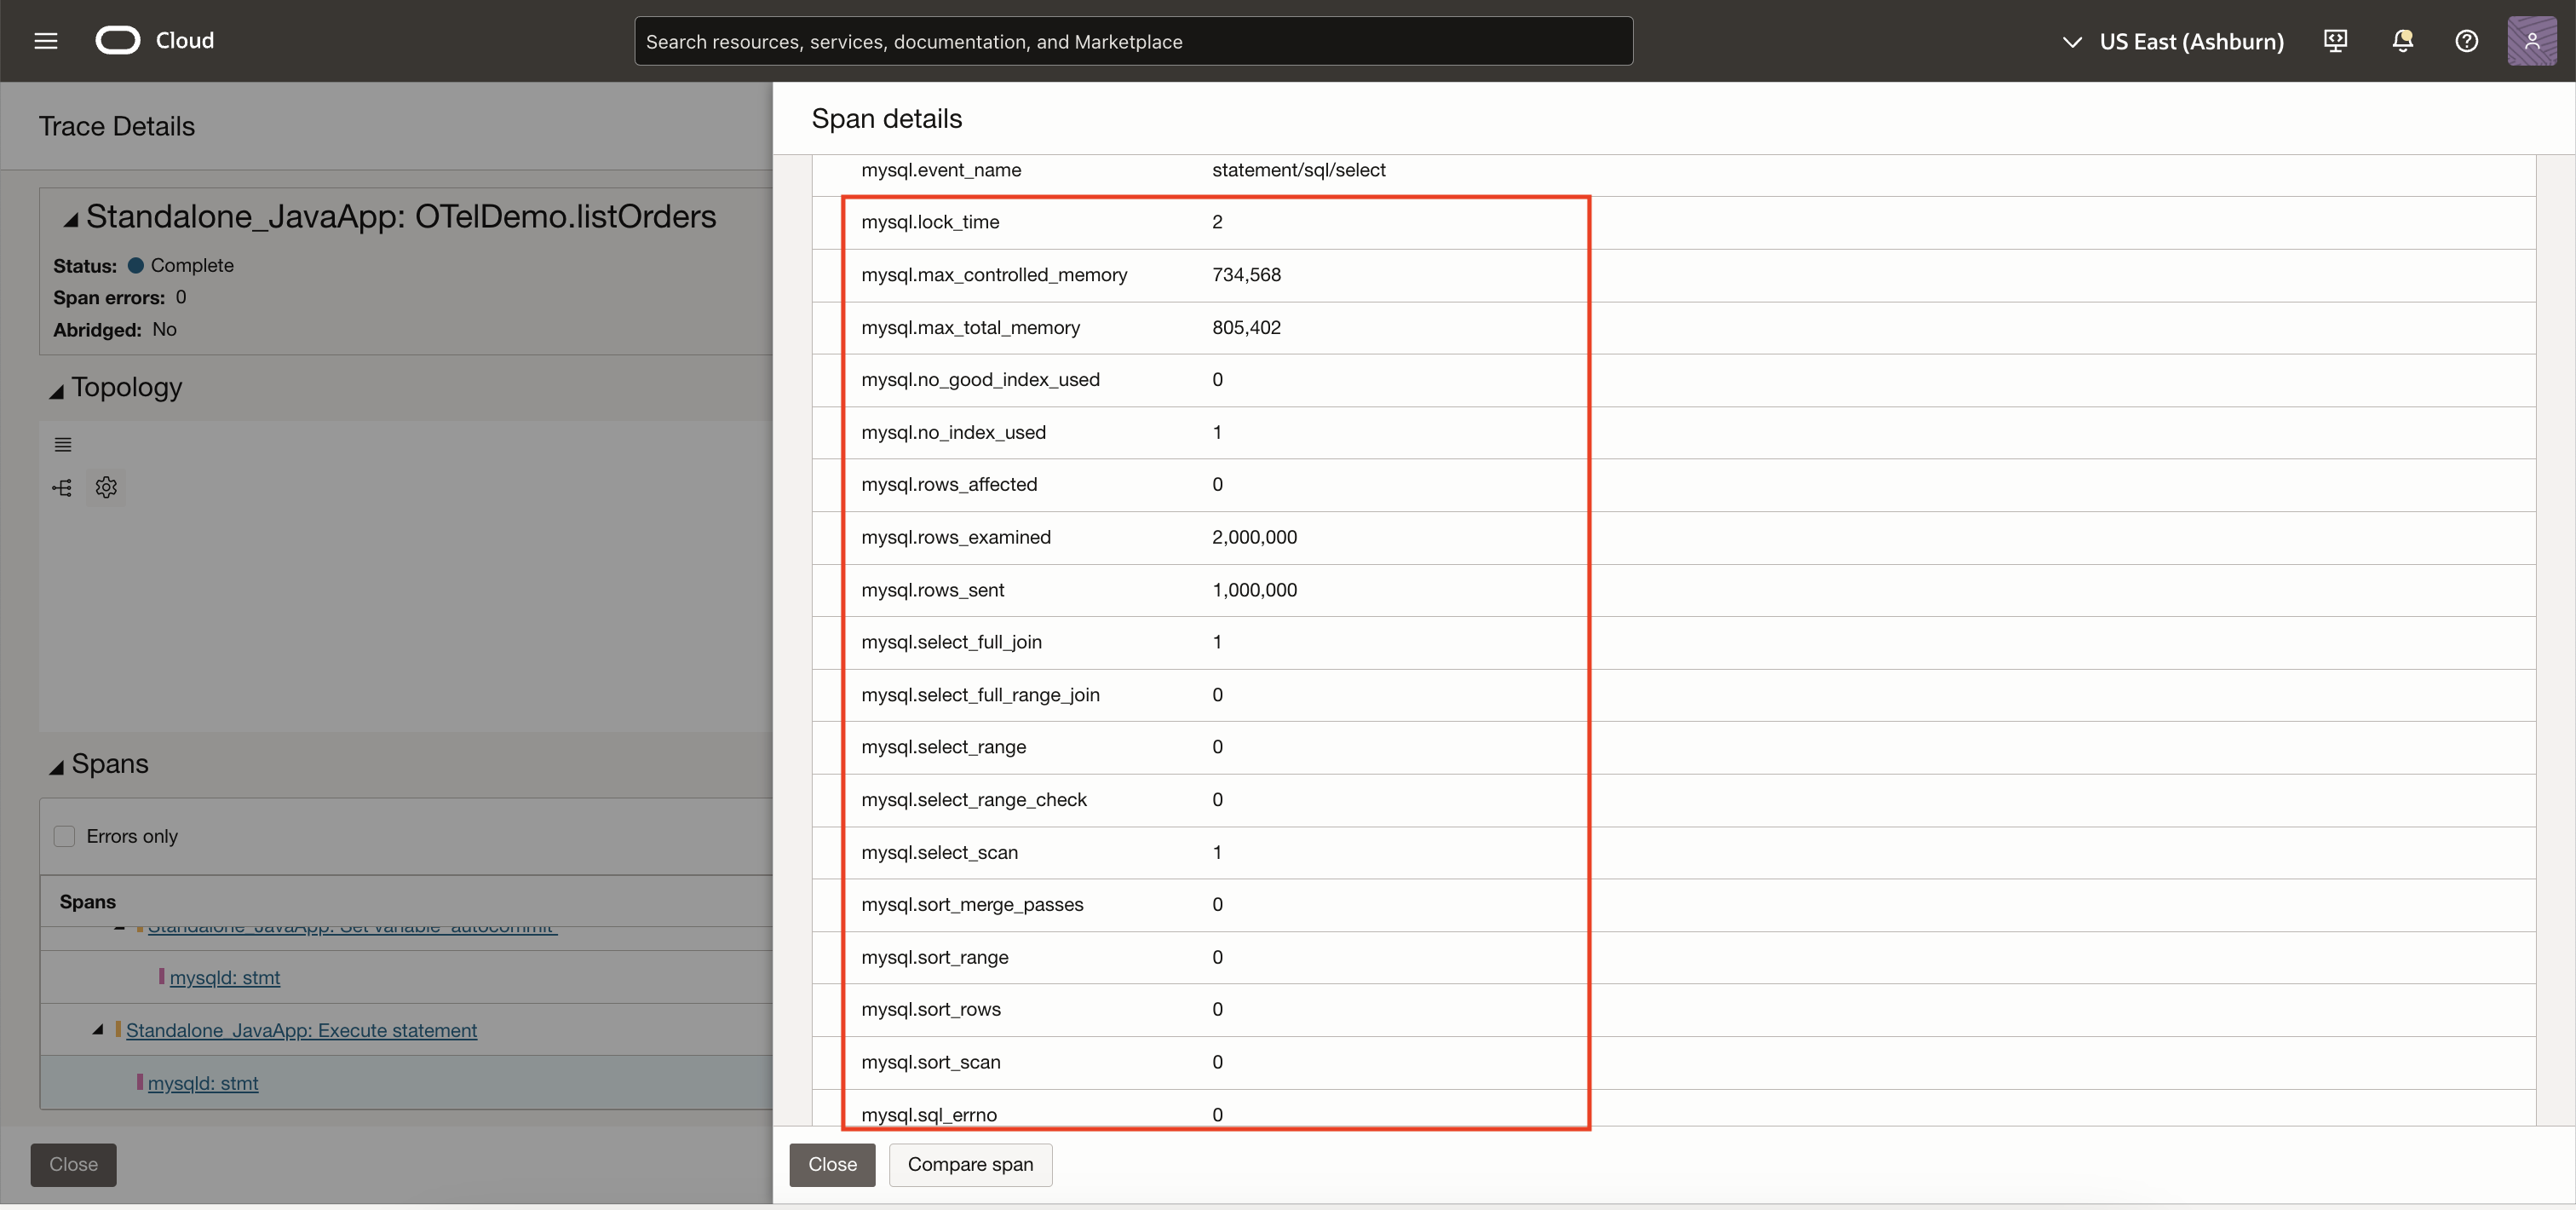 Cloud
Search resources, services, documentation, and Marketplace
US East (Ashburn)
Trace Details
Standalone_JavaApp: OTelDemo.listOrders
Status: Complete
Span errors: 0
Abridged: No
Topology
Spans
Errors only
Spans
Standalone_JavaApp: Set variable 'autocommit'
mysqld: stmt
Standalone_JavaApp: Execute statement
mysqld: stmt
Close
Span details
mysql.event_name statement/sql/select
mysql.lock_time 2
mysql.max_controlled_memory 734,568
mysql.max_total_memory 805,402
mysql.no_good_index_used 0
mysql.no_index_used 1
mysql.rows_affected 0
mysql.rows_examined 2,000,000
mysql.rows_sent 1,000,000
mysql.select_full_join 1
mysql.select_full_range_join 0
mysql.select_range 0
mysql.select_range_check 0
mysql.select_scan 1
mysql.sort_merge_passes 0
mysql.sort_range 0
mysql.sort_rows 0
mysql.sort_scan 0
mysql.sql_errno 0
Close
Compare span